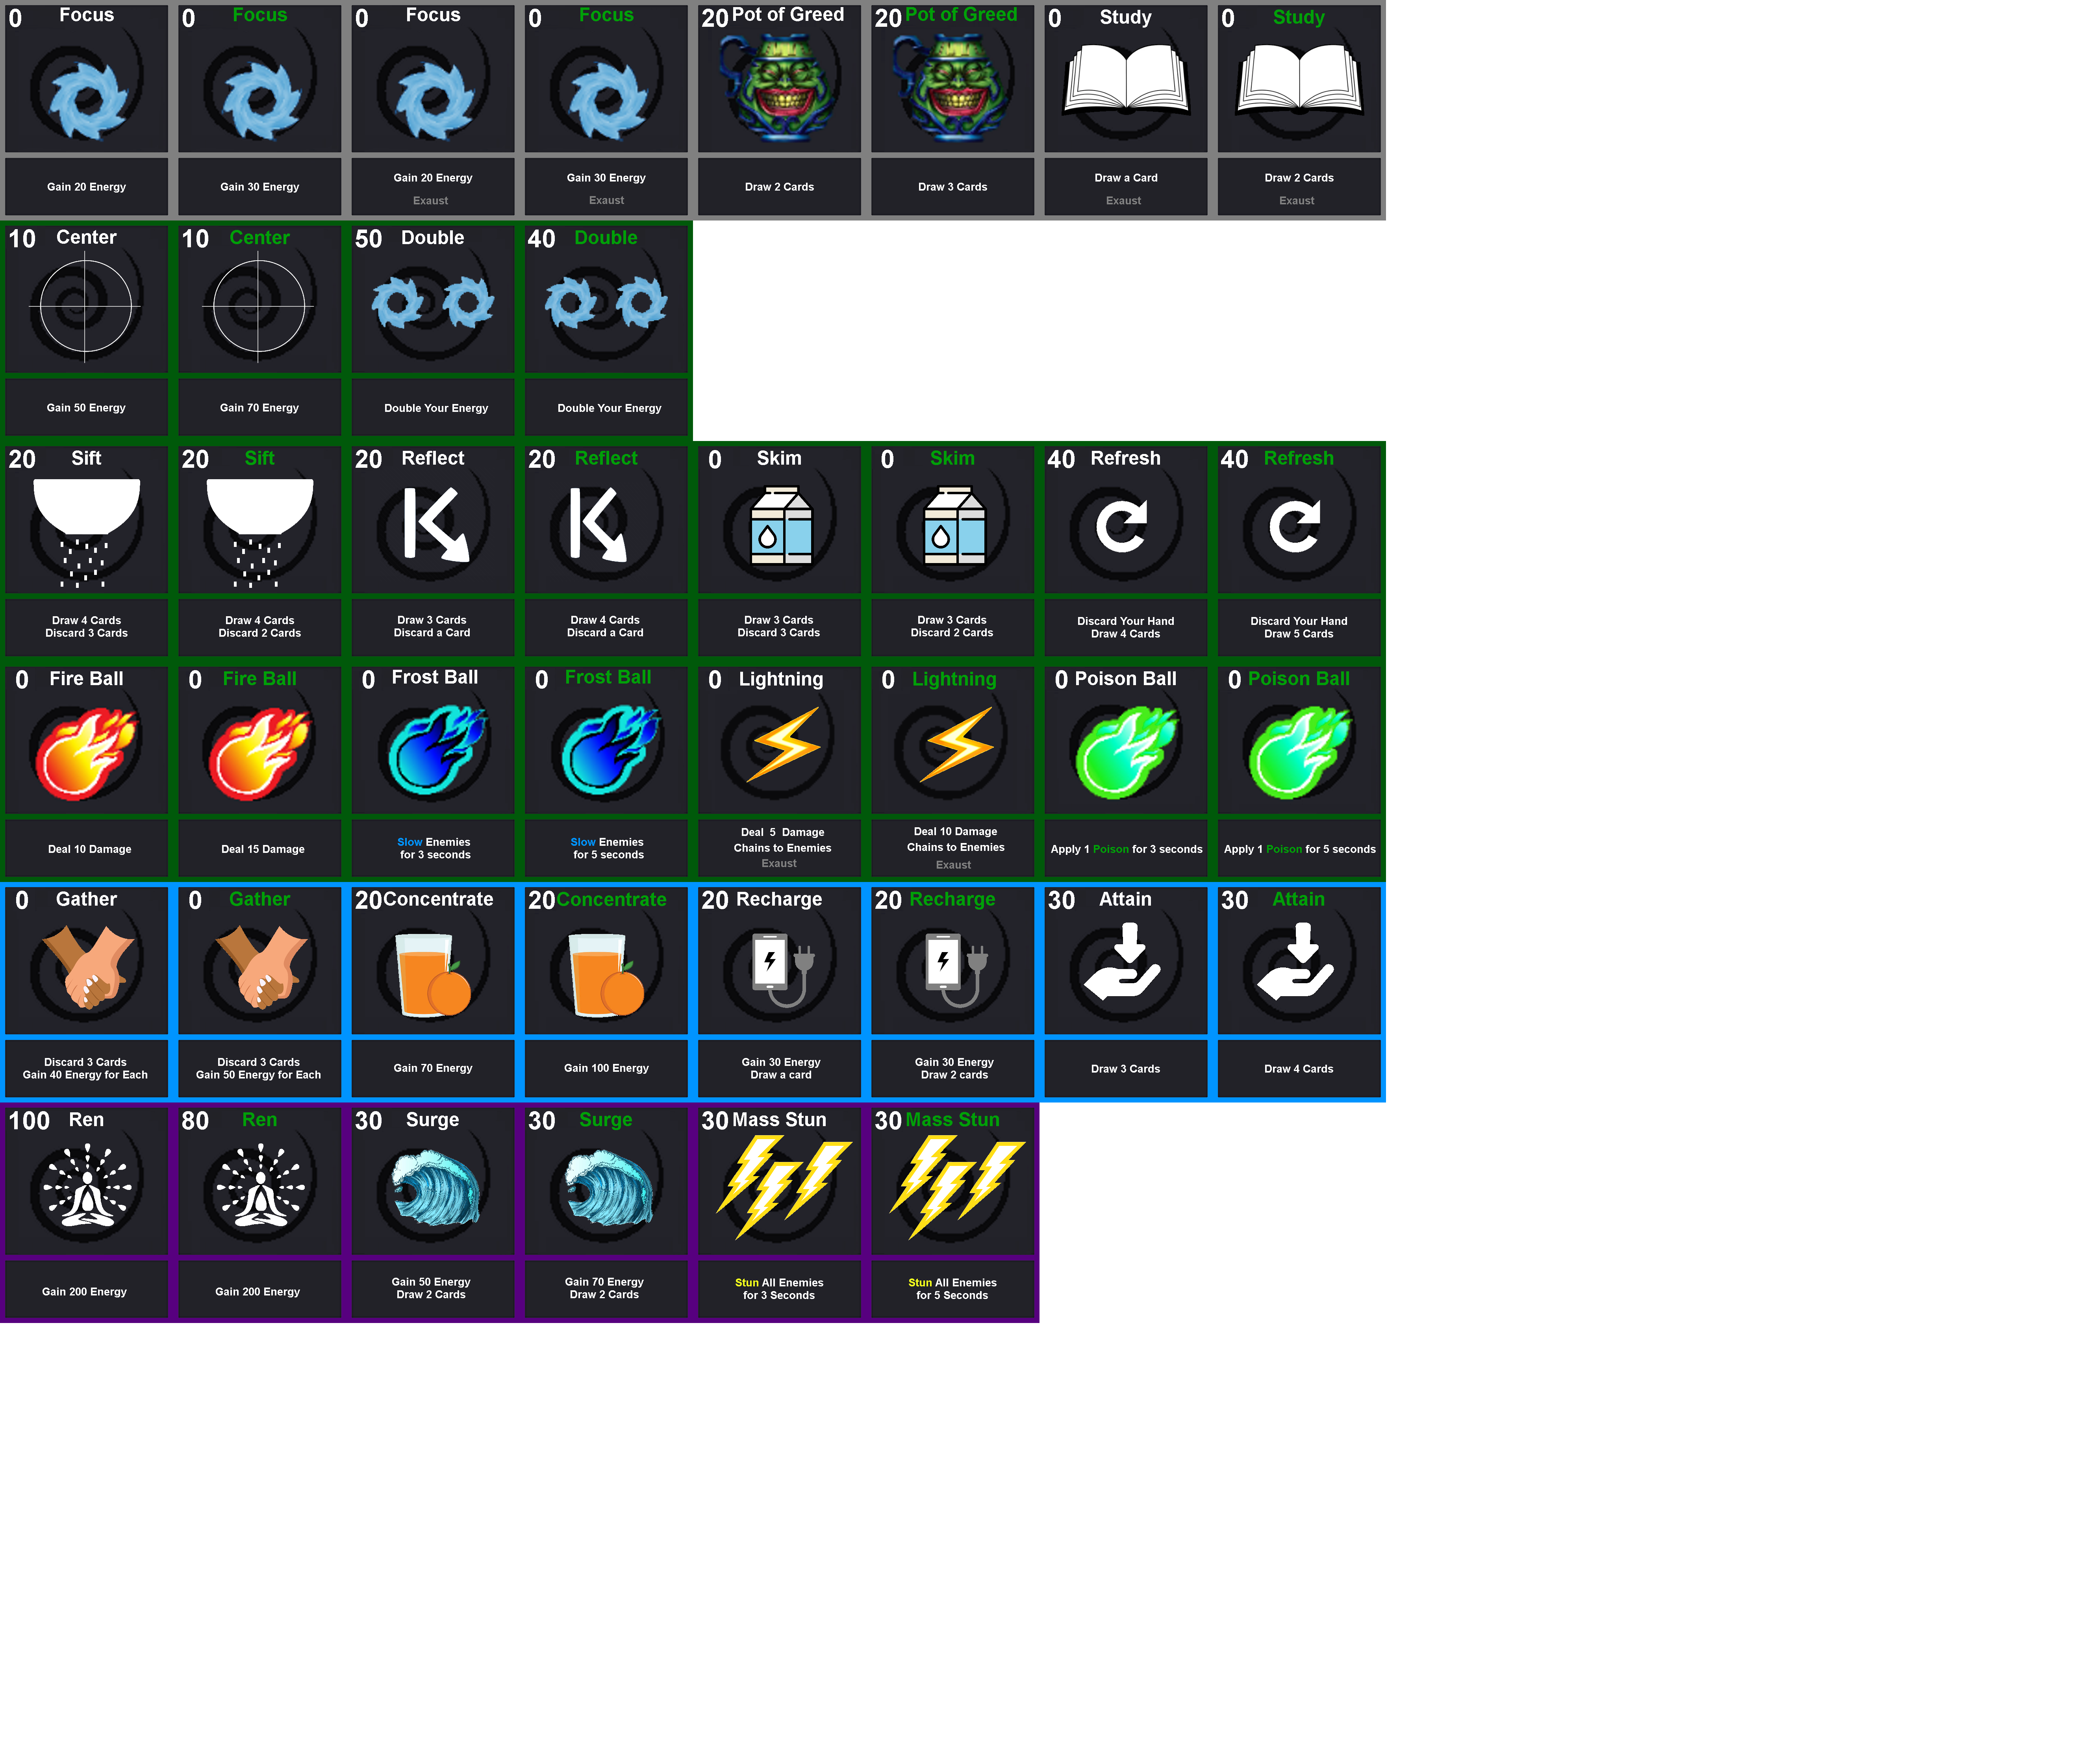 0 Focus
Gain 20 Energy
0 Focus
Gain 30 Energy
0 Focus
Gain 20 Energy
Exaust
0 Focus
Gain 30 Energy
Exaust
20 Pot of Greed
Draw 2 Cards
20 Pot of Greed
Draw 3 Cards
0 Study
Draw a Card
Exaust
0 Study
Draw 2 Cards
Exaust
10 Center
Gain 50 Energy
10 Center
Gain 70 Energy
50 Double
Double Your Energy
40 Double
Double Your Energy
20 Sift
Draw 4 Cards
Discard 3 Cards
20 Sift
Draw 4 Cards
Discard 2 Cards
20 Reflect
Draw 3 Cards
Discard a Card
20 Reflect
Draw 4 Cards
Discard a Card
0 Skim
Draw 3 Cards
Discard 3 Cards
0 Skim
Draw 3 Cards
Discard 2 Cards
40 Refresh
Discard Your Hand
Draw 4 Cards
40 Refresh
Discard Your Hand
Draw 5 Cards
0 Fire Ball
Deal 10 Damage
0 Fire Ball
Deal 15 Damage
0 Frost Ball
Slow Enemies
for 3 seconds
0 Frost Ball
Slow Enemies
for 5 seconds
0 Lightning
Deal 5 Damage
Chains to Enemies
Exaust
0 Lightning
Deal 10 Damage
Chains to Enemies
Exaust
0 Poison Ball
Apply 1 Poison for 3 seconds
0 Poison Ball
Apply 1 Poison for 5 seconds
0 Gather
Discard 3 Cards
Gain 40 Energy for Each
0 Gather
Discard 3 Cards
Gain 50 Energy for Each
20 Concentrate
Gain 70 Energy
20 Concentrate
Gain 100 Energy
20 Recharge
Gain 30 Energy
Draw a card
20 Recharge
Gain 30 Energy
Draw 2 cards
30 Attain
Draw 3 Cards
30 Attain
Draw 4 Cards
100 Ren
Gain 200 Energy
80 Ren
Gain 200 Energy
30 Surge
Gain 50 Energy
Draw 2 Cards
30 Surge
Gain 70 Energy
Draw 2 Cards
30 Mass Stun
Stun All Enemies
for 3 Seconds
30 Mass Stun
Stun All Enemies
for 5 Seconds